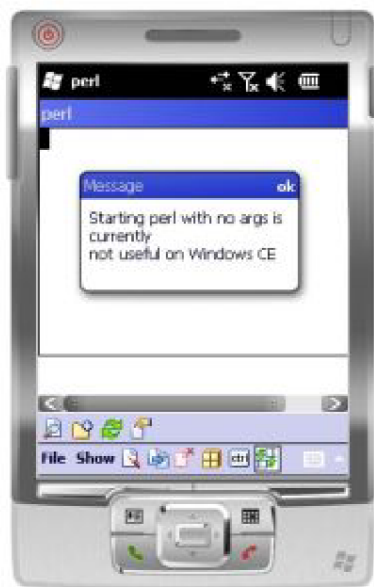 perl
perl
Message ok
Starting perl with no args is
currently
not useful on Windows CE
File Show ctrl